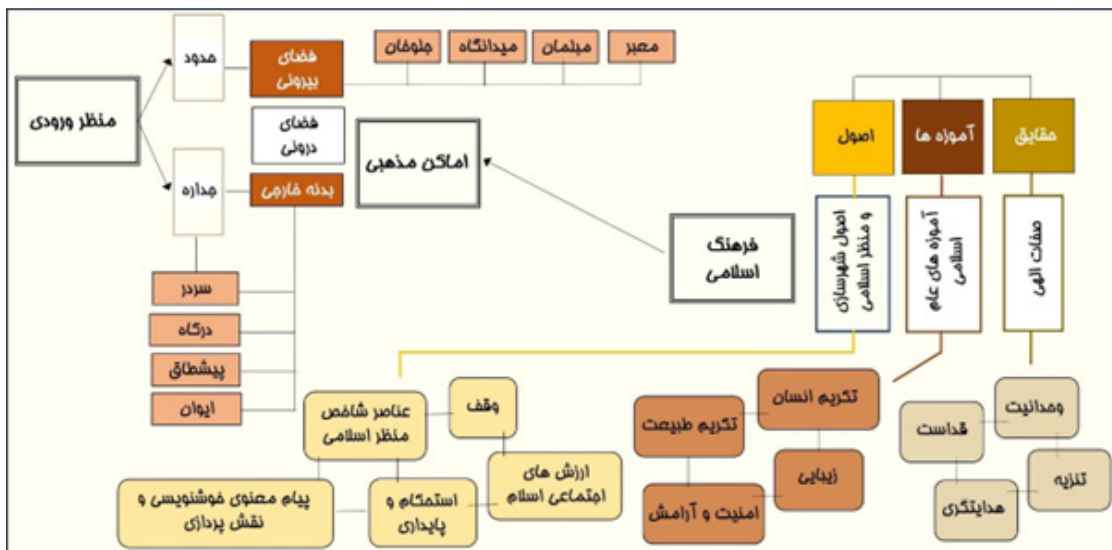 معبر
مبلمان
میدانگاه
جلوخان
فضای
بیرونی
حدود
منظر ورودی
فضای
درونی
جداره
بدنه خارجی
اماکن مذهبی
حقایق
آموزه ها
اصول
صفات الهی
آموزه های عام
اسلامی
اصول شهرسازی
و منظر اسلامی
فرهنگ
اسلامی
سردر
درگاه
پیشطاق
ایوان
وحدانیت
قداست
تنزیه
هدایتگری
تکریم انسان
تکریم طبیعت
زیبایی
امنیت و آرامش
وقف
عناصر شاخص
منظر اسلامی
ارزش های
اجتماعی اسلام
استحکام و
پایداری
پیام معنوی خوشنویسی و
نقش پردازی